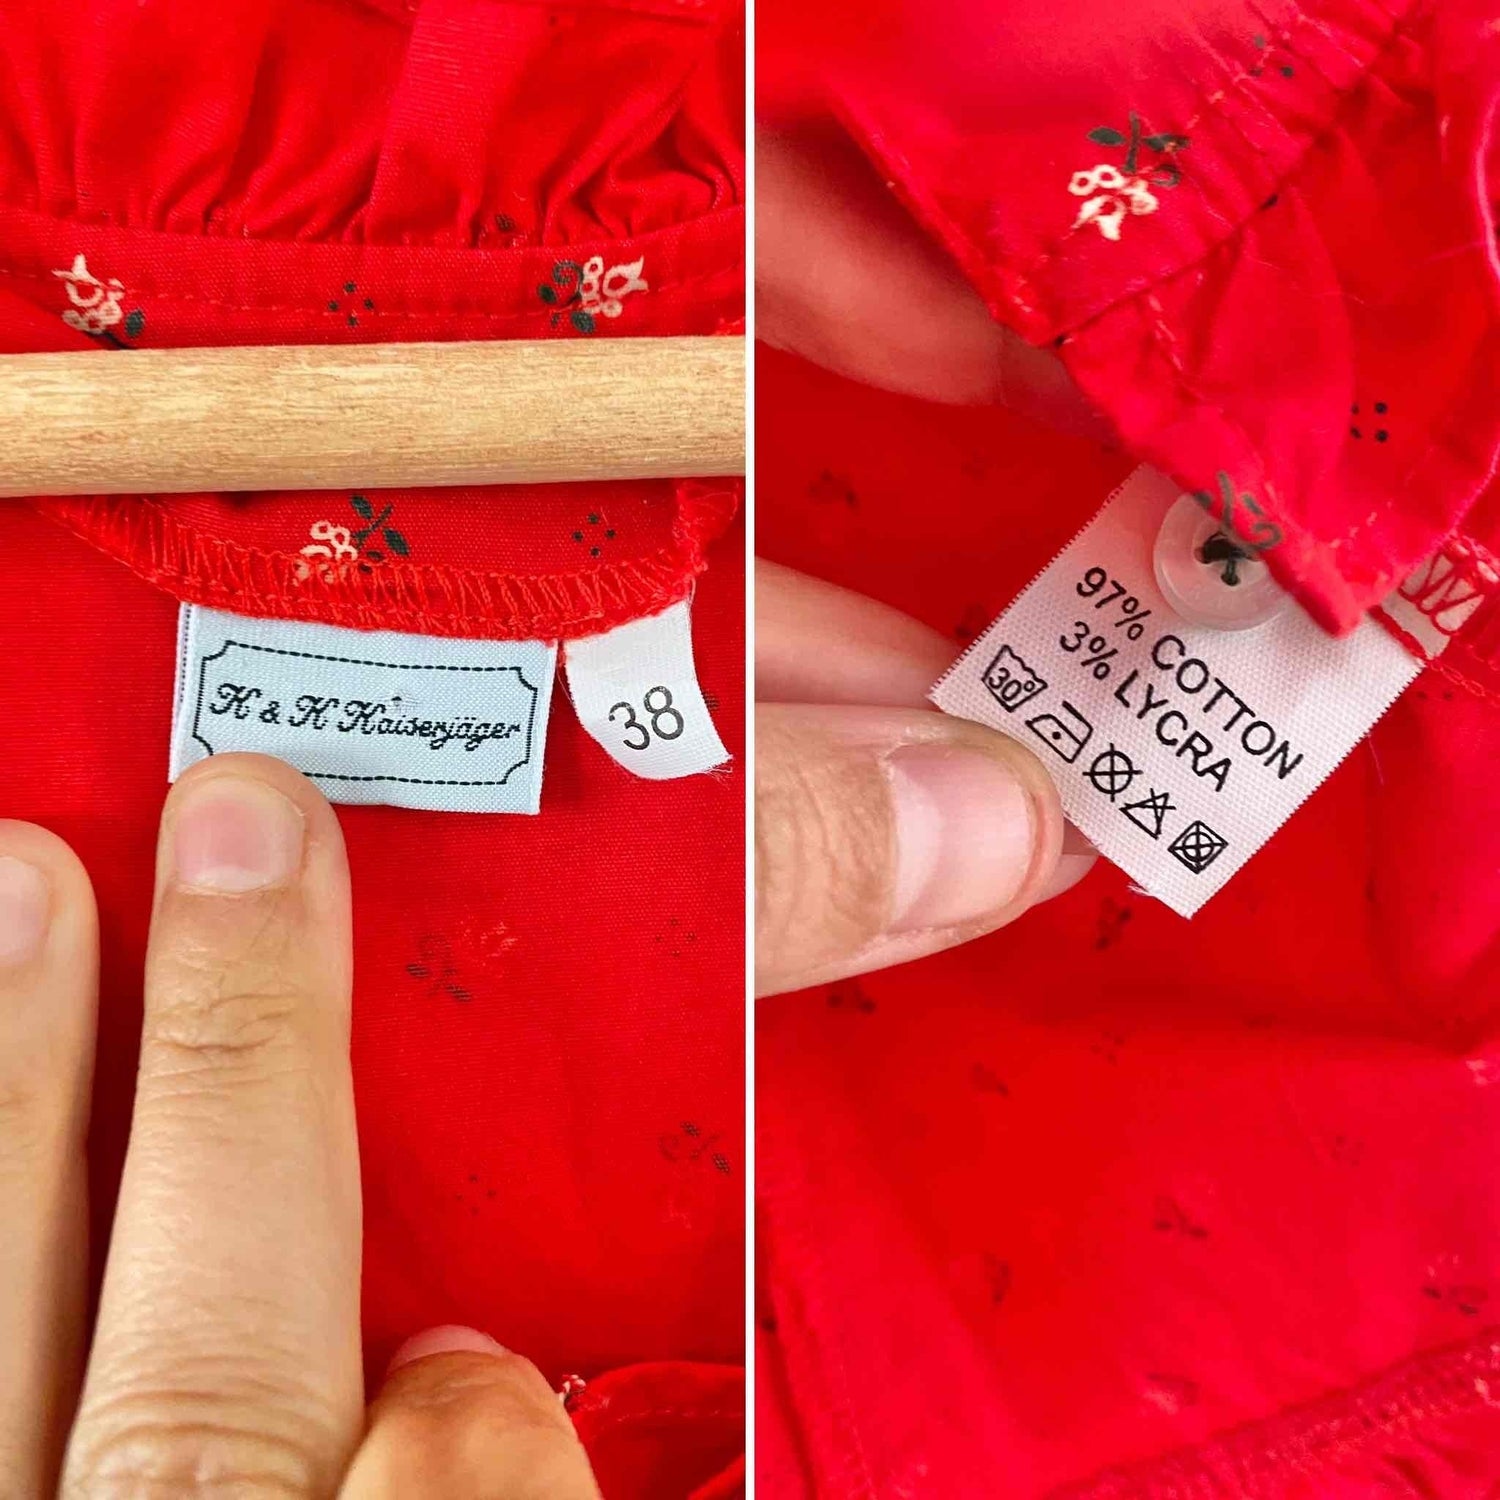 K & K Kaiserjäger
38
97% COTTON
3% LYCRA
30°